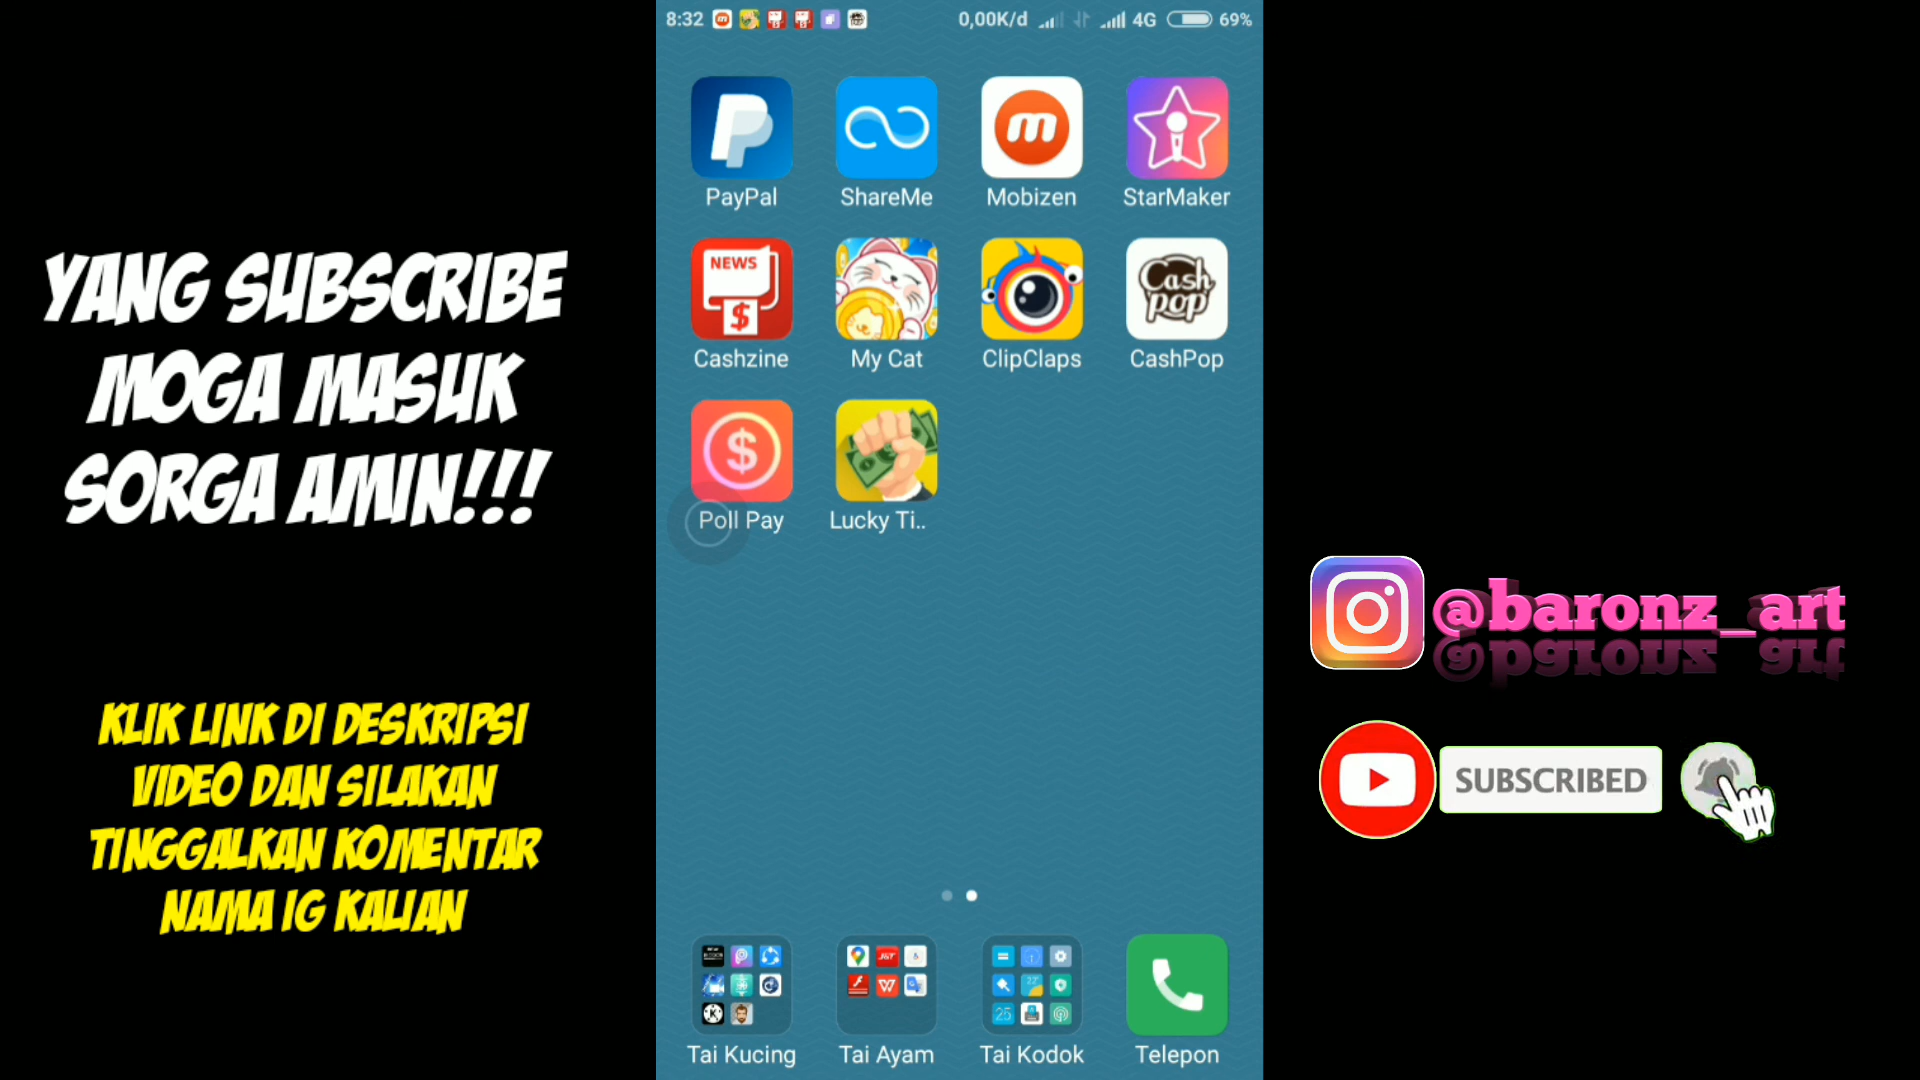 YANG SUBSCRIBE
MOGA MASUK
SORGA AMIN!!!
KLIK LINK DI DESKRIPSI
VIDEO DAN SILAKAN
TINGGALKAN KOMENTAR
NAMA IG KALIAN
8:32 0,00K/d 4G 69%
PayPal ShareMe Mobizen StarMaker
NEWS
$
Cash
pop
Cashzine My Cat ClipClaps CashPop
$
Poll Pay Lucky Ti..
Tai Kucing Tai Ayam Tai Kodok Telepon
@baronz_art
SUBSCRIBED